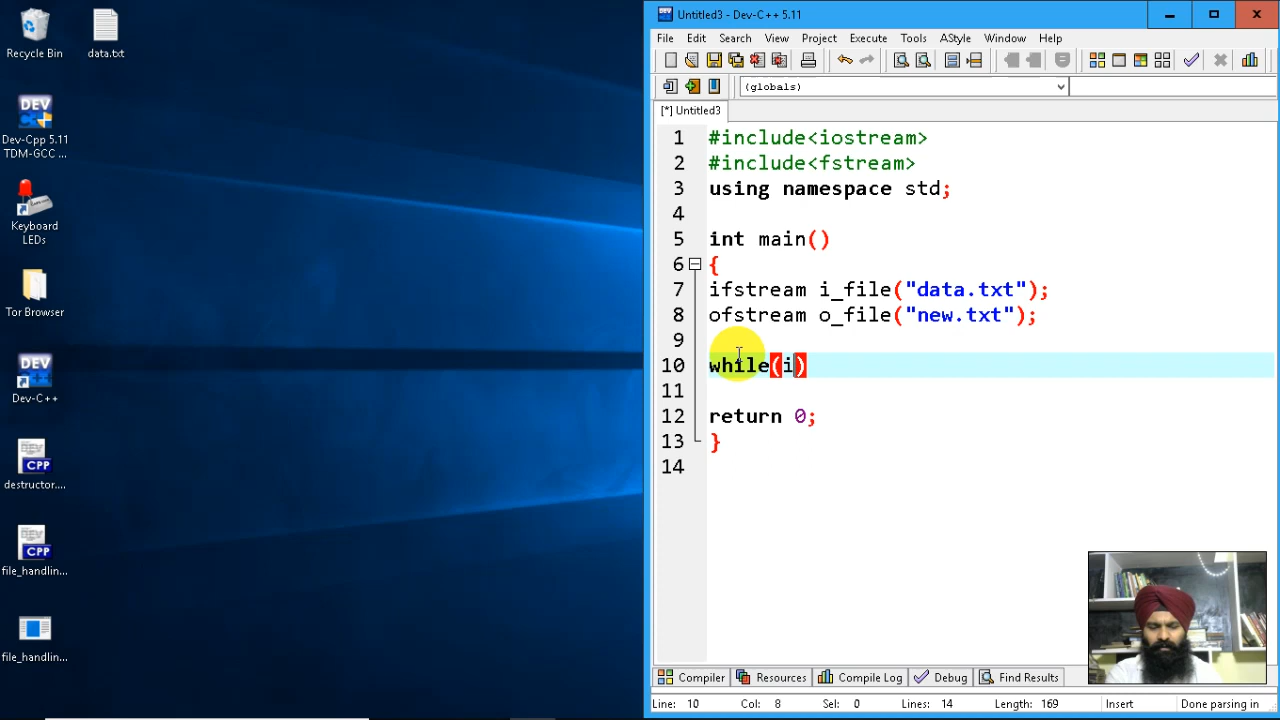 Recycle Bin
data.txt
Dev-Cpp 5.11
TDM-GCC ...
Keyboard
LEDs
Tor Browser
Dev-C++
destructor....
file_handlin...
file_handlin...
Untitled3 - Dev-C++ 5.11
File Edit Search View Project Execute Tools AStyle Window Help
(globals)
[*] Untitled3
1 #include<iostream>
2 #include<fstream>
3 using namespace std;
4
5 int main()
6 {
7 ifstream i_file("data.txt");
8 ofstream o_file("new.txt");
9
10 while(i)
11
12 return 0;
13 }
14
Compiler Resources Compile Log Debug Find Results
Line: 10 Col: 8 Sel: 0 Lines: 14 Length: 169 Insert Done parsing in
DEV
CPP
CPP